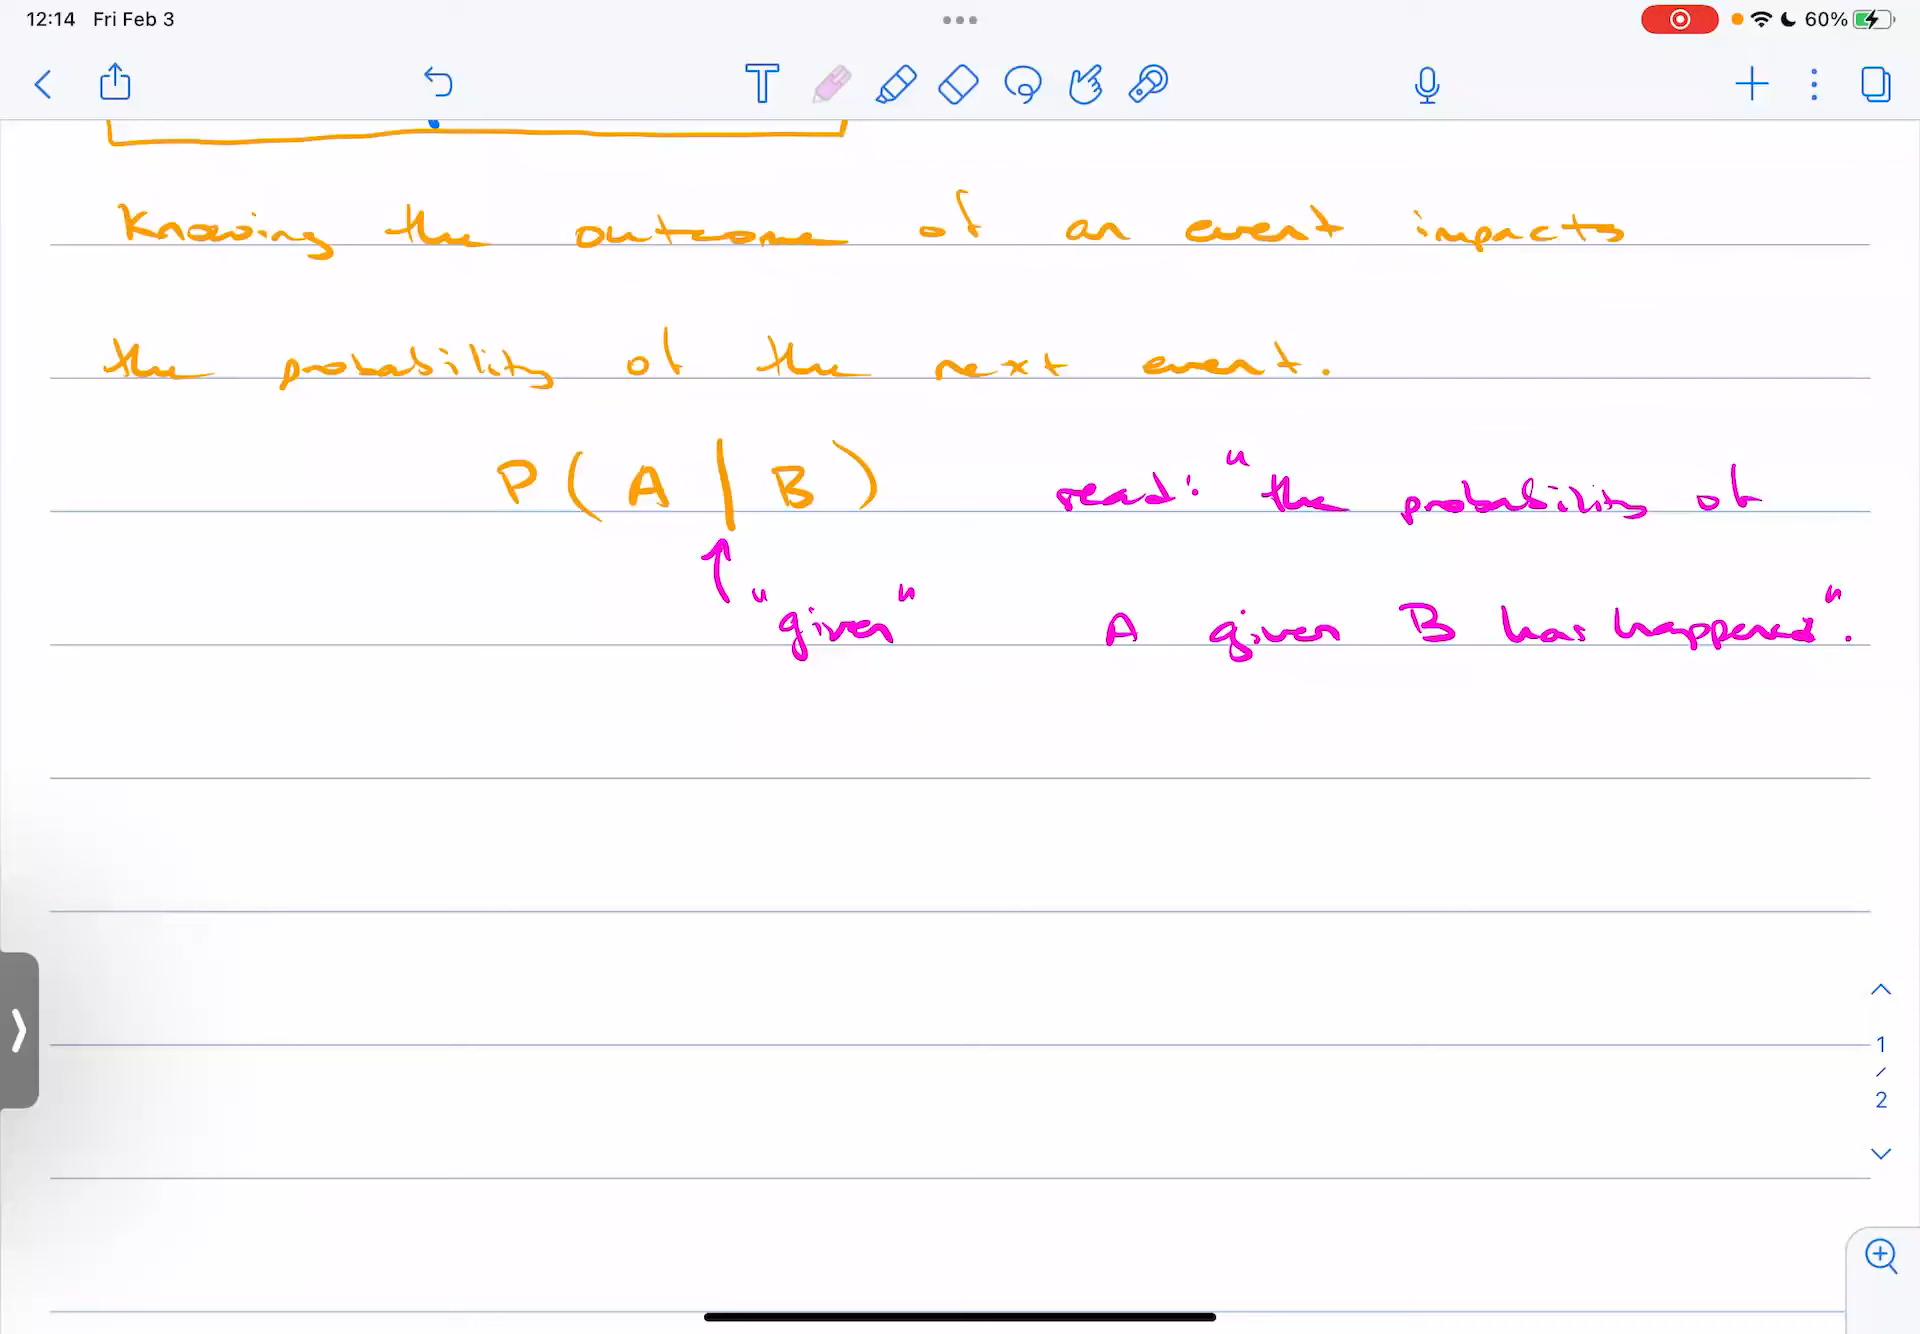 12:14 Fri Feb 3
60%
Knowing the outcome of an event impacts
the probability of the next event.
P(A|B) read: "the probability of
"given" A given B has happened".
1
/
2